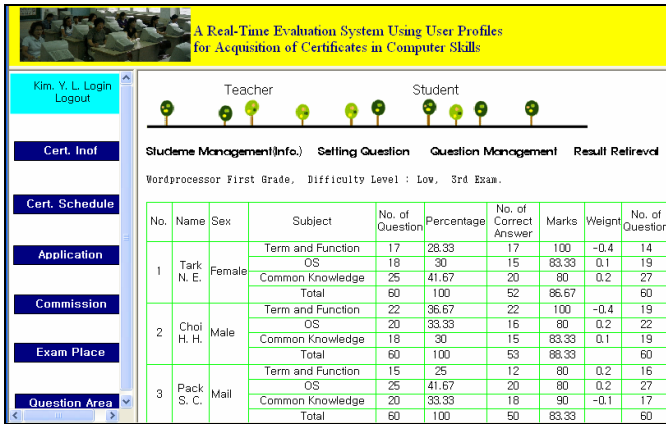 A Real-Time Evaluation System Using User Profiles
for Acquisition of Certificates in Computer Skills
Kim. Y. L. Login
Logout
Cert. Inof
Cert. Schedule
Application
Commission
Exam Place
Question Area
Teacher Student
Studeme Management(Info.) Setting Question Question Management Result Retireval
Wordprocessor First Grade, Difficulty Level : Low, 3rd Exam.
No. Name Sex Subject No. of Question Percentage No. of Correct Answer Marks Weignt No. of Question
1 Tark N. E. Female Term and Function 17 28.33 17 100 -0.4 14
OS 18 30 15 83.33 0.1 19
Common Knowledge 25 41.67 20 80 0.2 27
Total 60 100 52 86.67 60
2 Choi H. H. Male Term and Function 22 36.67 22 100 -0.4 19
OS 20 33.33 16 80 0.2 22
Common Knowledge 18 30 15 83.33 0.1 19
Total 60 100 53 88.33 60
3 Pack S. C. Mail Term and Function 15 25 12 80 0.2 16
OS 25 41.67 20 80 0.2 27
Common Knowledge 20 33.33 18 90 -0.1 17
Total 60 100 50 83.33 60